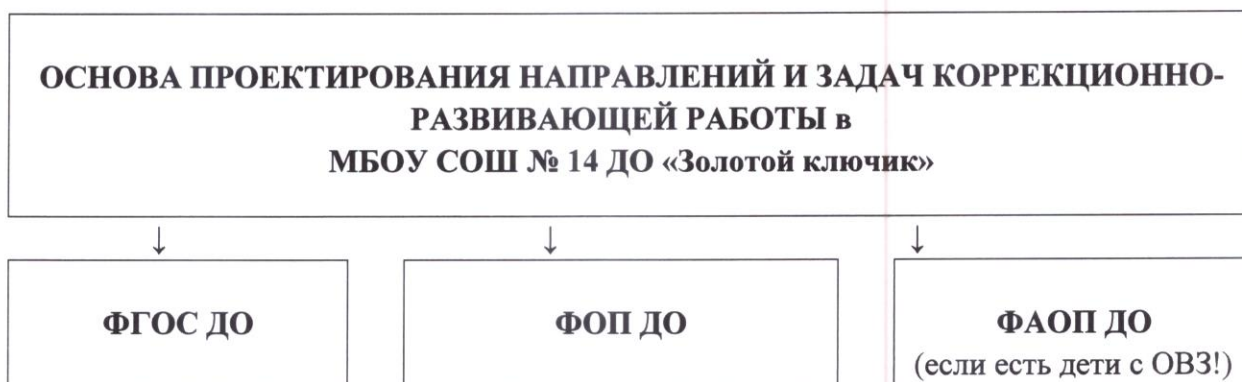 ОСНОВА ПРОЕКТИРОВАНИЯ НАПРАВЛЕНИЙ И ЗАДАЧ КОРРЕКЦИОННО-
РАЗВИВАЮЩЕЙ РАБОТЫ в
МБОУ СОШ № 14 ДО «Золотой ключик»
↓ ↓ ↓
ФГОС ДО
ФОП ДО
ФАОП ДО
(если есть дети с ОВЗ!)